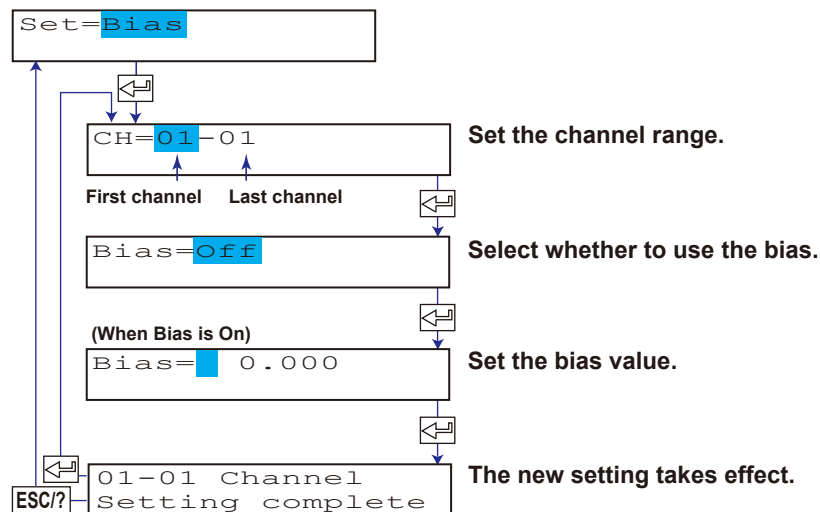 Set=Bias
CH=01-01
Set the channel range.
First channel Last channel
Bias=Off
Select whether to use the bias.
(When Bias is On)
Bias= 0.000
Set the bias value.
01-01 Channel
Setting complete
The new setting takes effect.
ESC/?